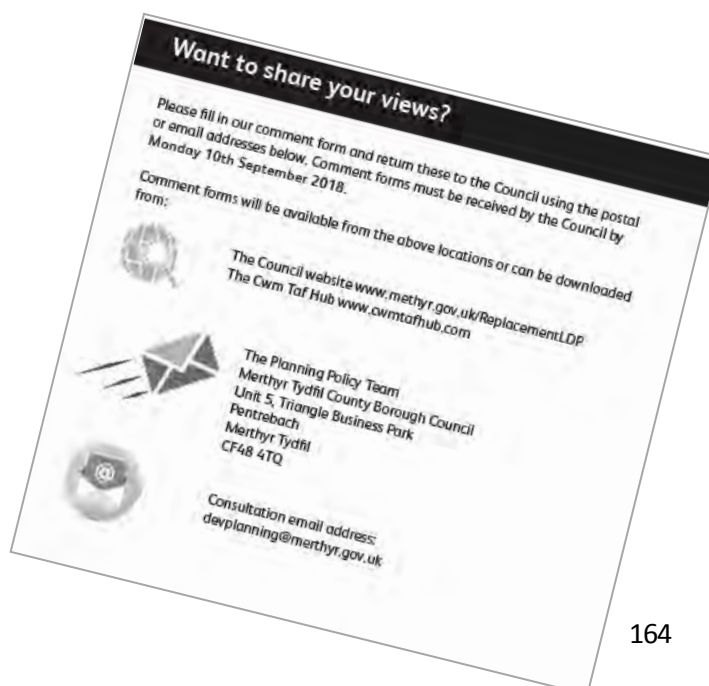 Want to share your views?
Please fill in our comment form and return these to the Council using the postal
or email addresses below. Comment forms must be received by the Council by
Monday 10th September 2018.
Comment forms will be available from the above locations or can be downloaded
from:
The Council website www.methyr.gov.uk/ReplacementLDP
The Cwm Taf Hub www.cwmtafhub.com
The Planning Policy Team
Merthyr Tydfil County Borough Council
Unit 5, Triangle Business Park
Pentrebach
Merthyr Tydfil
CF48 4TQ
@
Consultation email address:
devplanning@merthyr.gov.uk
164